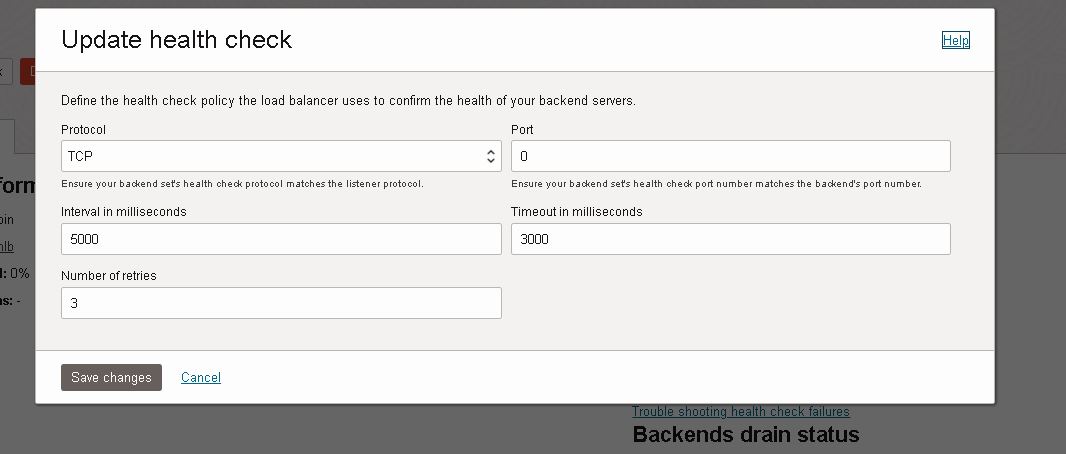 Update health check
Help
Define the health check policy the load balancer uses to confirm the health of your backend servers.
Protocol
Port
TCP
0
Ensure your backend set's health check protocol matches the listener protocol.
Ensure your backend set's health check port number matches the backend's port number.
Interval in milliseconds
Timeout in milliseconds
5000
3000
Number of retries
3
0%
Save changes
Cancel
Trouble shooting health check failures
Backends drain status